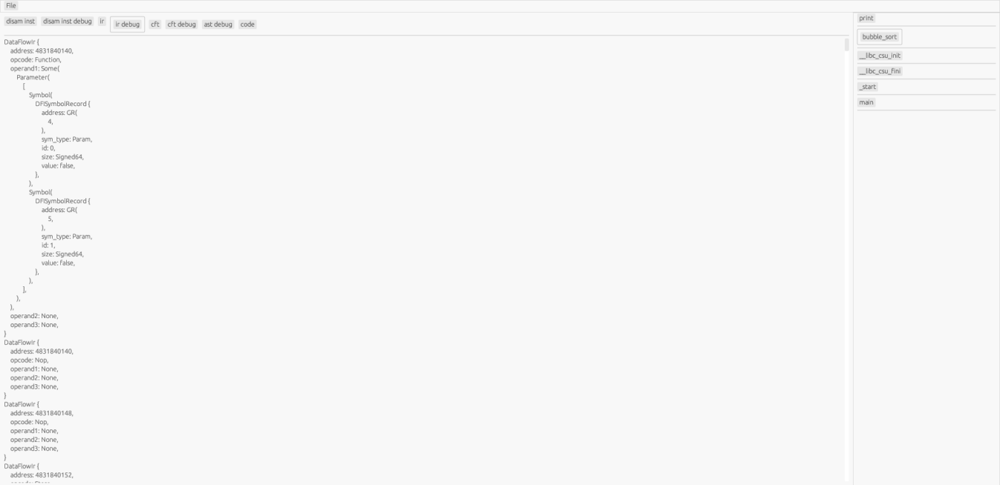 File
disam inst disam inst debug ir ir debug cft cft debug ast debug code
DataFlowIr {
address: 4831840140,
opcode: Function,
operand1: Some(
Parameter(
[
Symbol(
DFISymbolRecord {
address: GR(
4,
),
sym_type: Param,
id: 0,
size: Signed64,
value: false,
},
),
Symbol(
DFISymbolRecord {
address: GR(
5,
),
sym_type: Param,
id: 1,
size: Signed64,
value: false,
},
),
],
),
),
operand2: None,
operand3: None,
}
DataFlowIr {
address: 4831840140,
opcode: Nop,
operand1: None,
operand2: None,
operand3: None,
}
DataFlowIr {
address: 4831840148,
opcode: Nop,
operand1: None,
operand2: None,
operand3: None,
}
DataFlowIr {
address: 4831840152,
print
bubble_sort
__libc_csu_init
__libc_csu_fini
_start
main